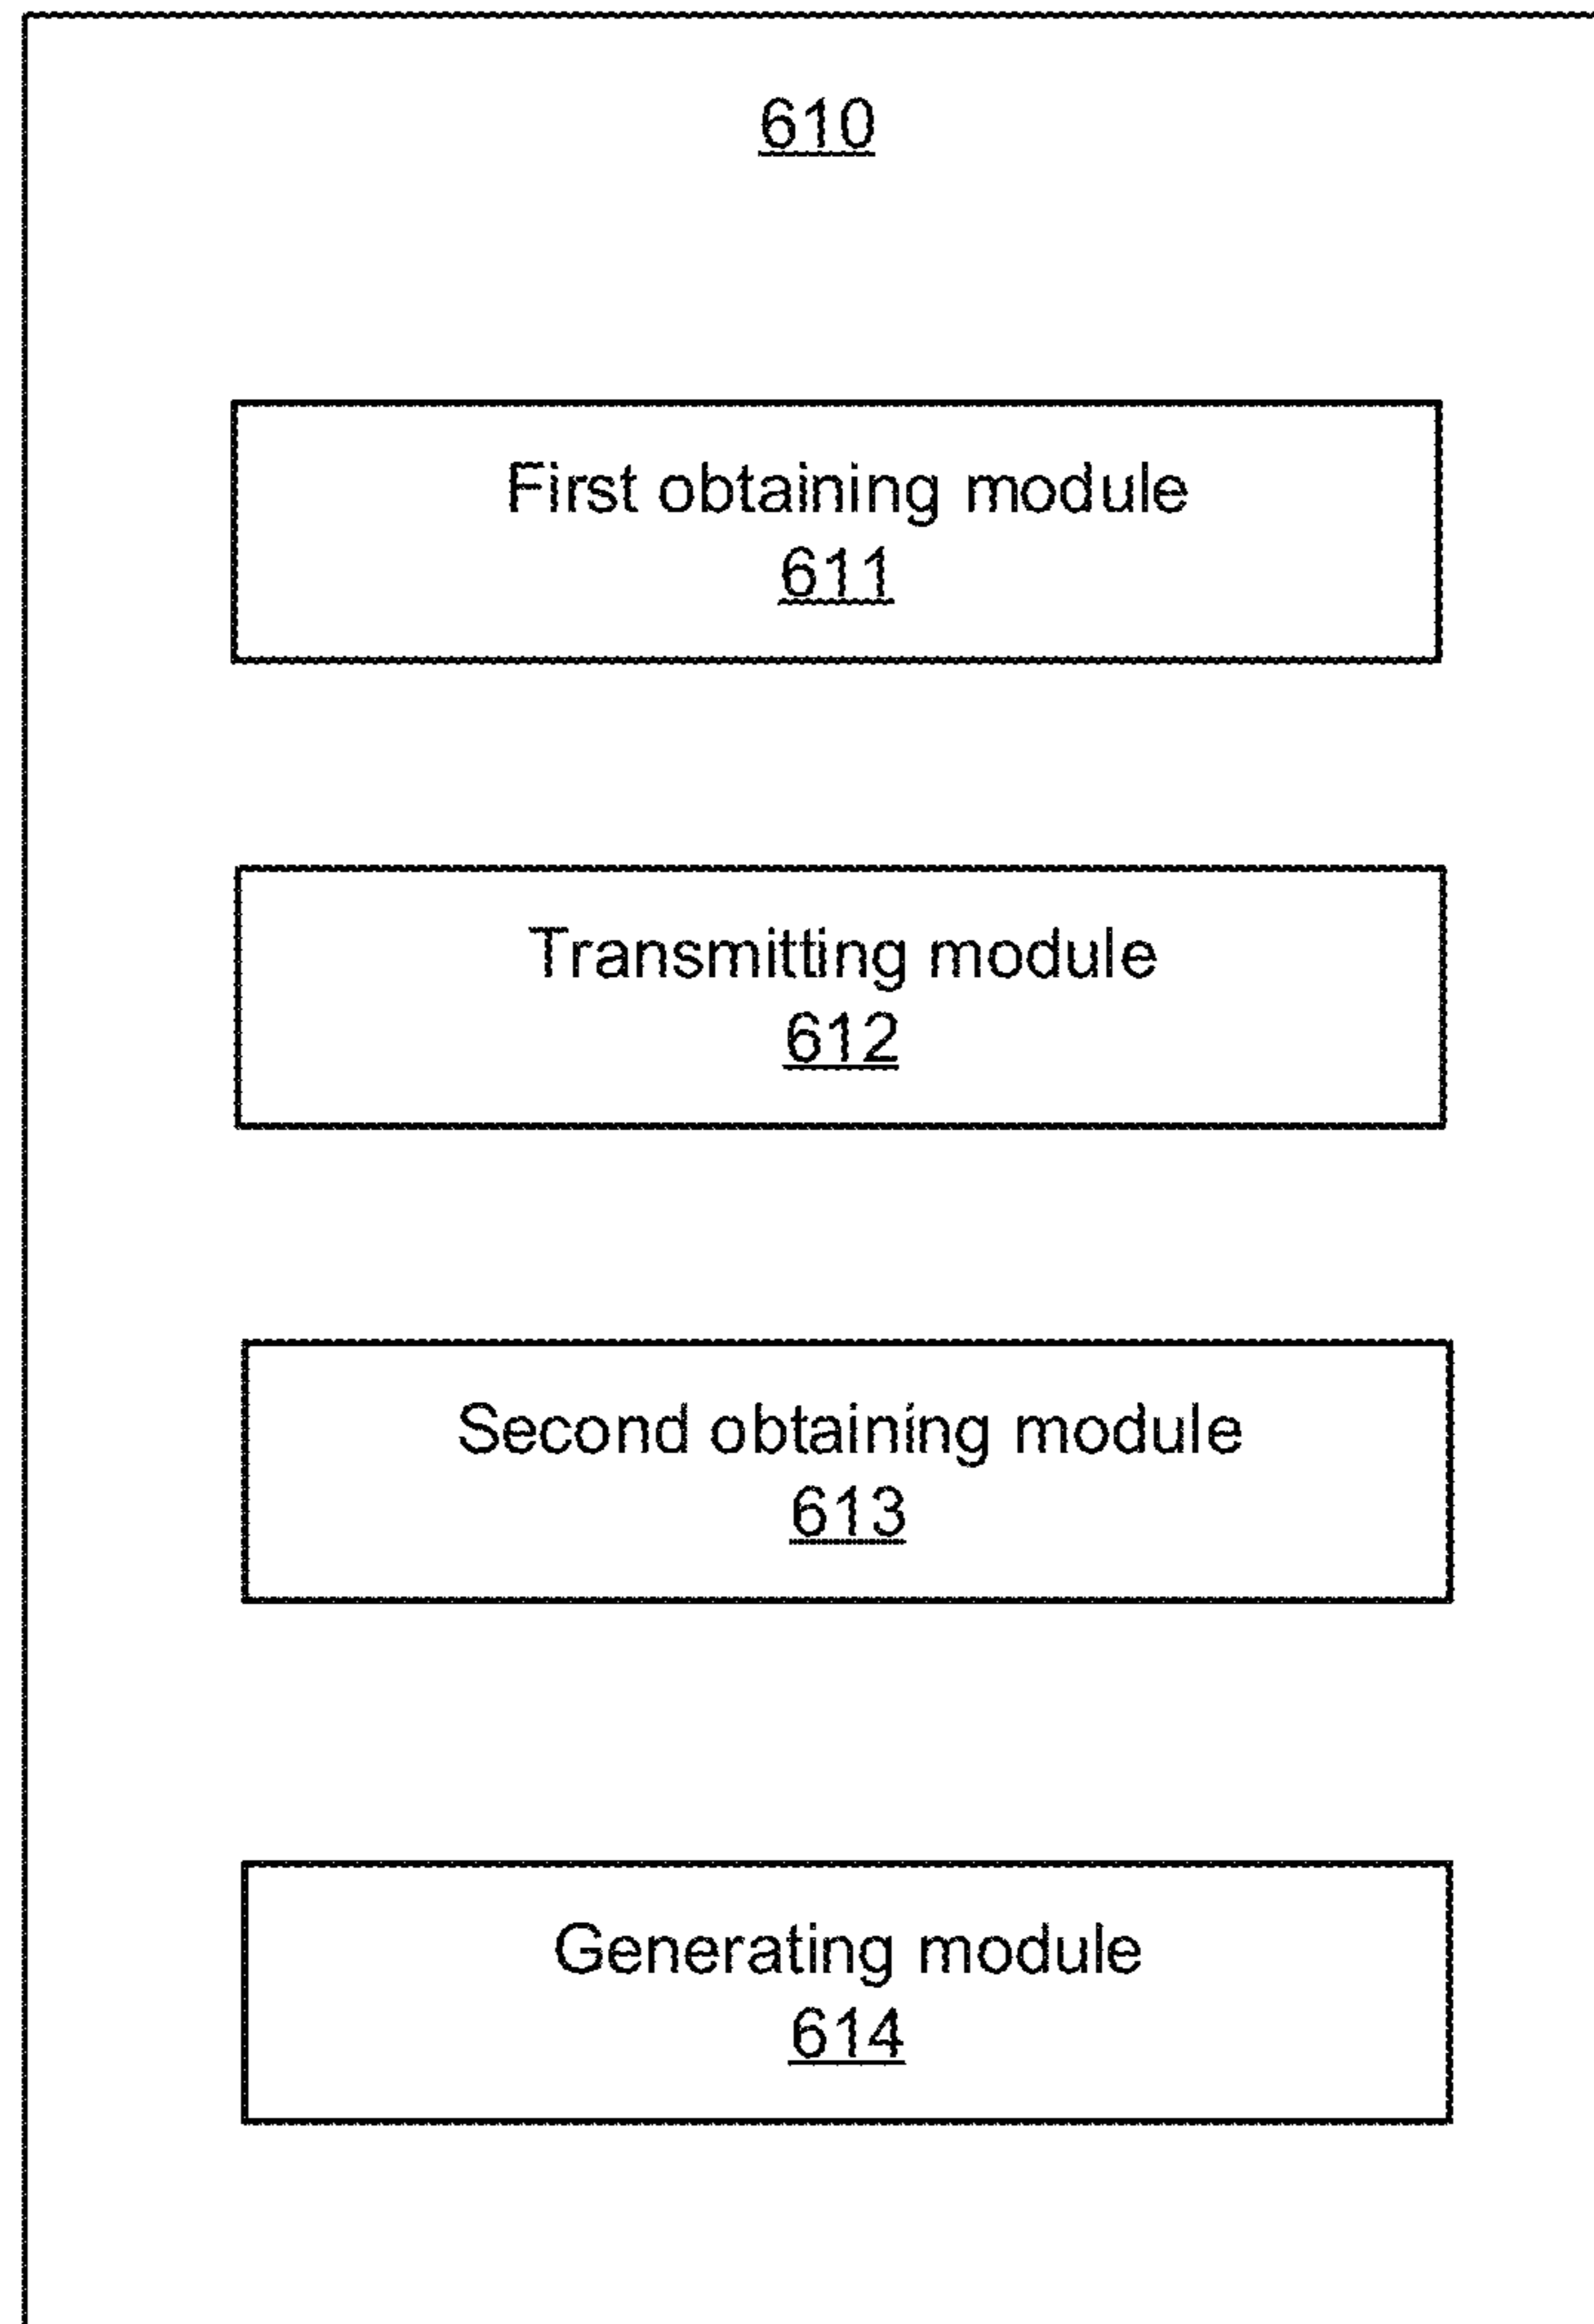 610
First obtaining module
611
Transmitting module
612
Second obtaining module
613
Generating module
614